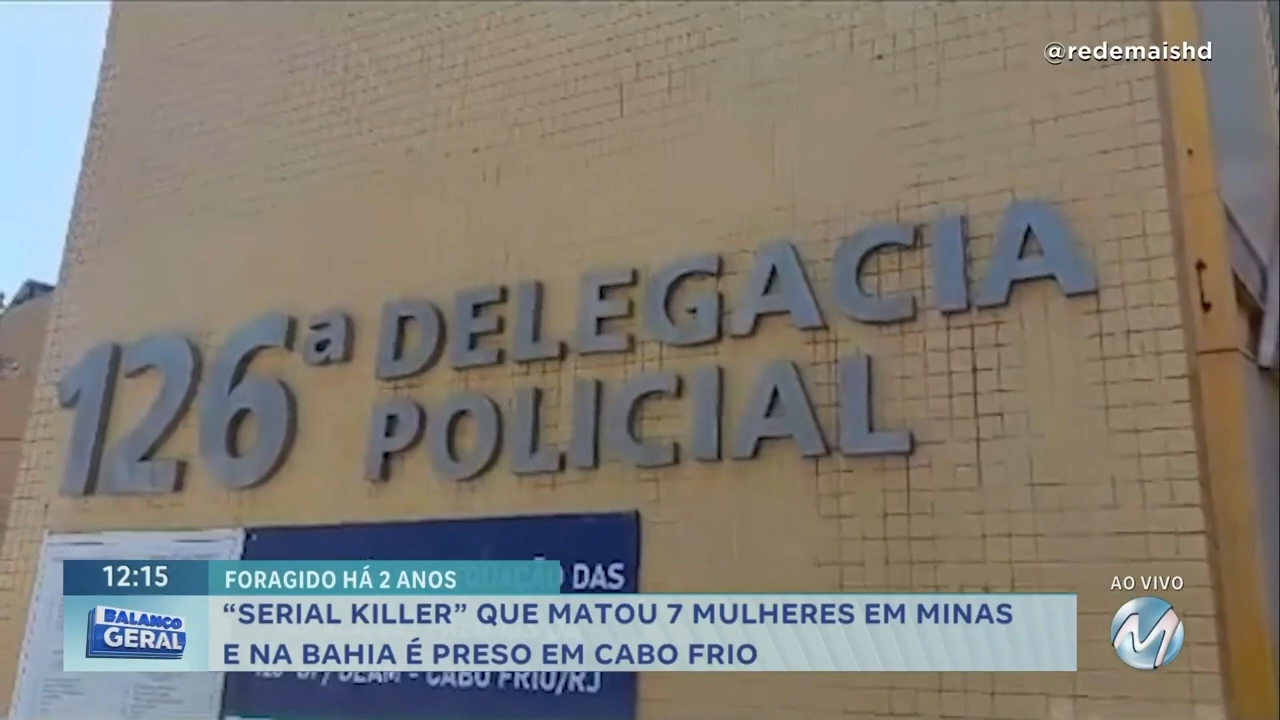 @redemaishd
126ª DELEGACIA
POLICIAL
DAS
12:15
FORAGIDO HÁ 2 ANOS
AO VIVO
BALANÇO
GERAL
“SERIAL KILLER” QUE MATOU 7 MULHERES EM MINAS
E NA BAHIA É PRESO EM CABO FRIO
CABO FRIO/RJ
M